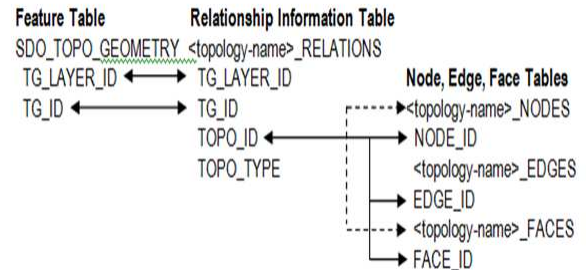 Feature Table
SDO_TOPO_GEOMETRY
TG_LAYER_ID
TG_ID
Relationship Information Table
<topology-name>_RELATIONS
TG_LAYER_ID
TG_ID
TOPO_ID
TOPO_TYPE
Node, Edge, Face Tables
<topology-name>_NODES
NODE_ID
<topology-name>_EDGES
EDGE_ID
<topology-name>_FACES
FACE_ID